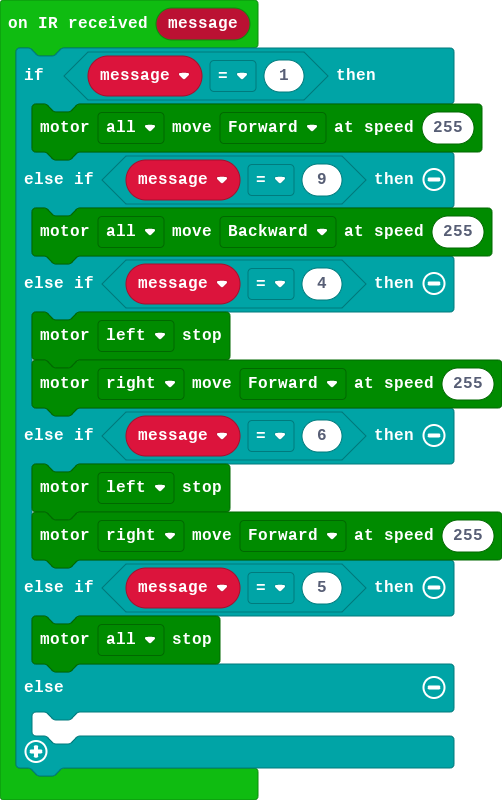 on IR received message
if message = 1 then
motor all move Forward at speed 255
else if message = 9 then
motor all move Backward at speed 255
else if message = 4 then
motor left stop
motor right move Forward at speed 255
else if message = 6 then
motor left stop
motor right move Forward at speed 255
else if message = 5 then
motor all stop
else